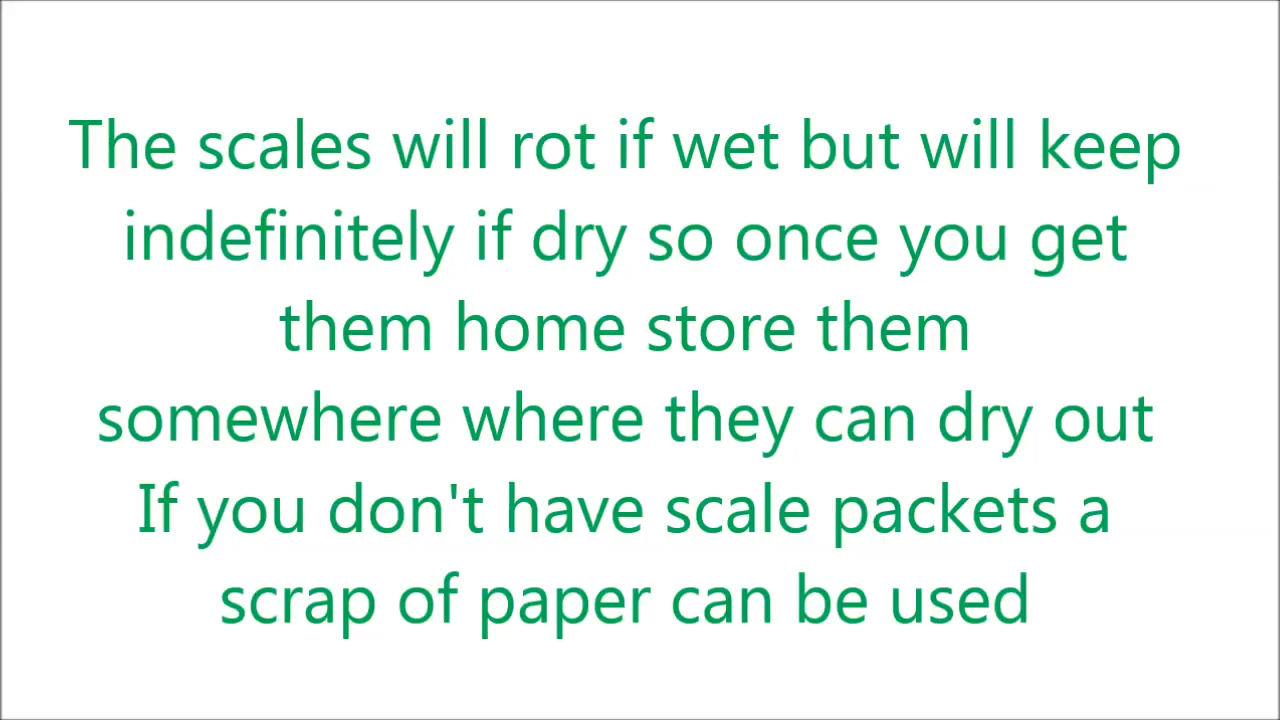 The scales will rot if wet but will keep
indefinitely if dry so once you get
them home store them
somewhere where they can dry out
If you don't have scale packets a
scrap of paper can be used